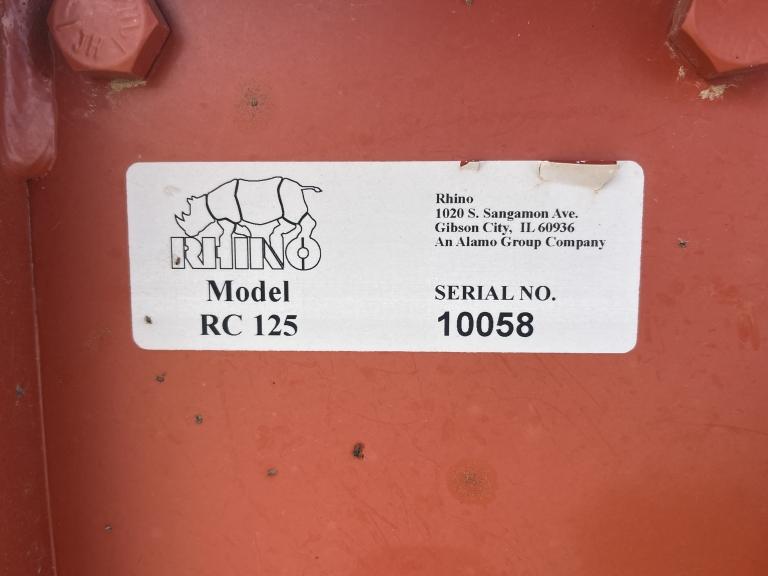 RHINO
Model
RC 125
Rhino
1020 S. Sangamon Ave.
Gibson City, IL 60936
An Alamo Group Company
SERIAL NO.
10058